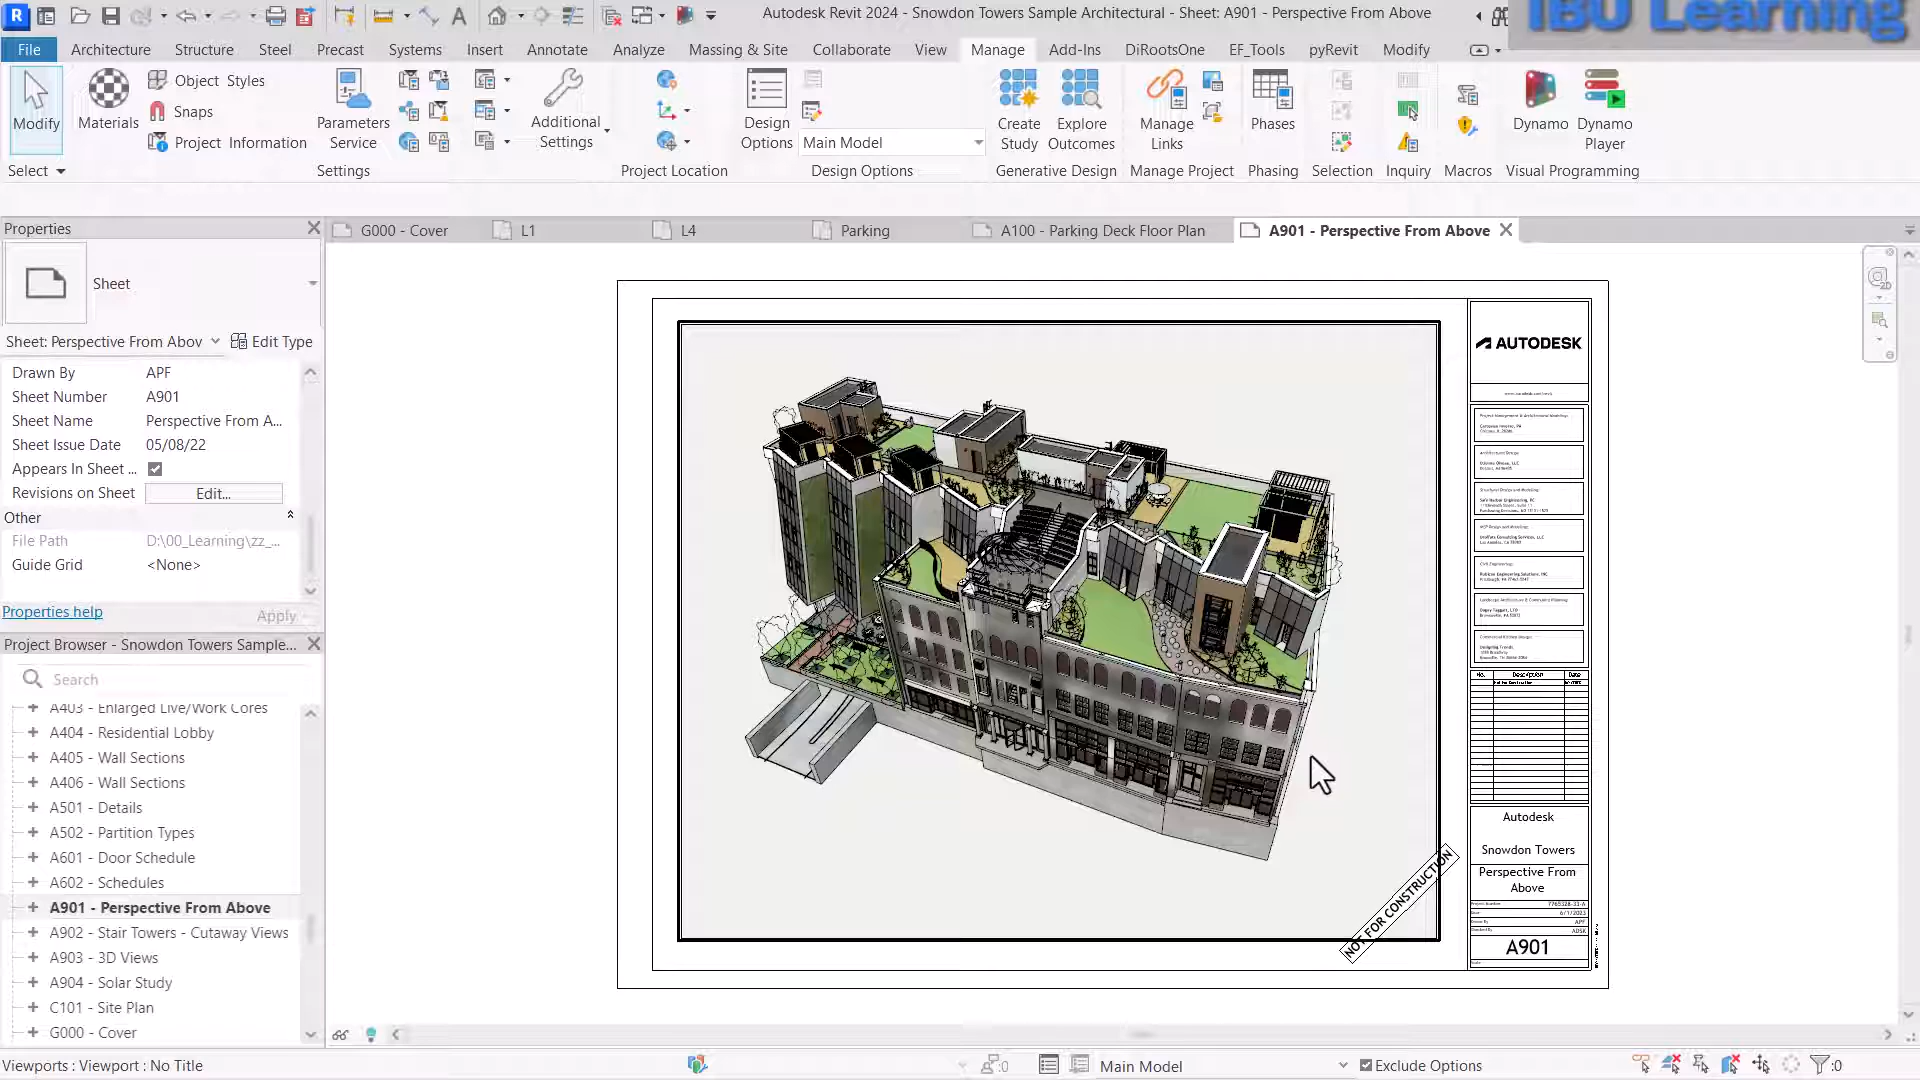 Autodesk Revit 2024 - Snowdon Towers Sample Architectural - Sheet: A901 - Perspective From Above
IBU Learning
File Architecture Structure Steel Precast Systems Insert Annotate Analyze Massing & Site Collaborate View Manage Add-Ins DiRootsOne EF_Tools pyRevit Modify
Modify
Materials
Object Styles
Snaps
Project Information
Parameters
Service
Additional
Settings
Design
Options
Main Model
Create
Study
Explore
Outcomes
Manage
Links
Phases
Dynamo
Dynamo
Player
Select Settings Project Location Design Options Generative Design Manage Project Phasing Selection Inquiry Macros Visual Programming
Properties
G000 - Cover L1 L4 Parking A100 - Parking Deck Floor Plan A901 - Perspective From Above
Sheet
Sheet: Perspective From Abov Edit Type
Drawn By APF
Sheet Number A901
Sheet Name Perspective From A...
Sheet Issue Date 05/08/22
Appears In Sheet ...
Revisions on Sheet Edit...
Other
File Path D:\00_Learning\zz_...
Guide Grid <None>
Properties help Apply
Project Browser - Snowdon Towers Sample...
Search
A403 - Enlarged Live/Work Cores
A404 - Residential Lobby
A405 - Wall Sections
A406 - Wall Sections
A501 - Details
A502 - Partition Types
A601 - Door Schedule
A602 - Schedules
A901 - Perspective From Above
A902 - Stair Towers - Cutaway Views
A903 - 3D Views
A904 - Solar Study
C101 - Site Plan
G000 - Cover
2D
AUTODESK
No. Description Date
NOT FOR CONSTRUCTION
Autodesk
Snowdon Towers
Perspective From
Above
A901
Viewports : Viewport : No Title
:0
Main Model
Exclude Options
:0